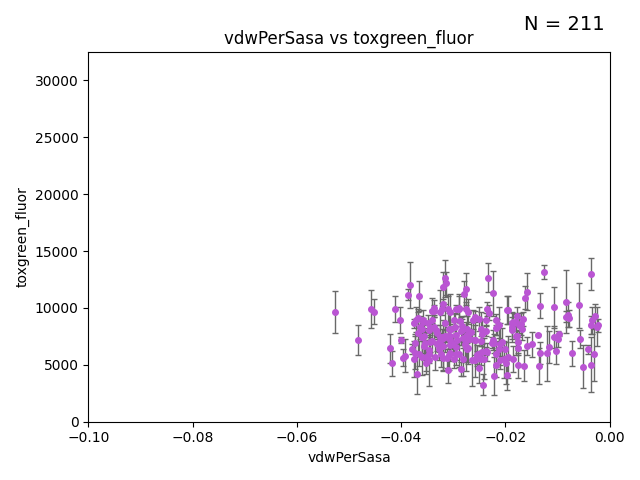 N = 211
vdwPerSasa vs toxgreen_fluor
30000
25000
20000
15000
10000
5000
0
toxgreen_fluor
−0.10 −0.08 −0.06 −0.04 −0.02 0.00
vdwPerSasa